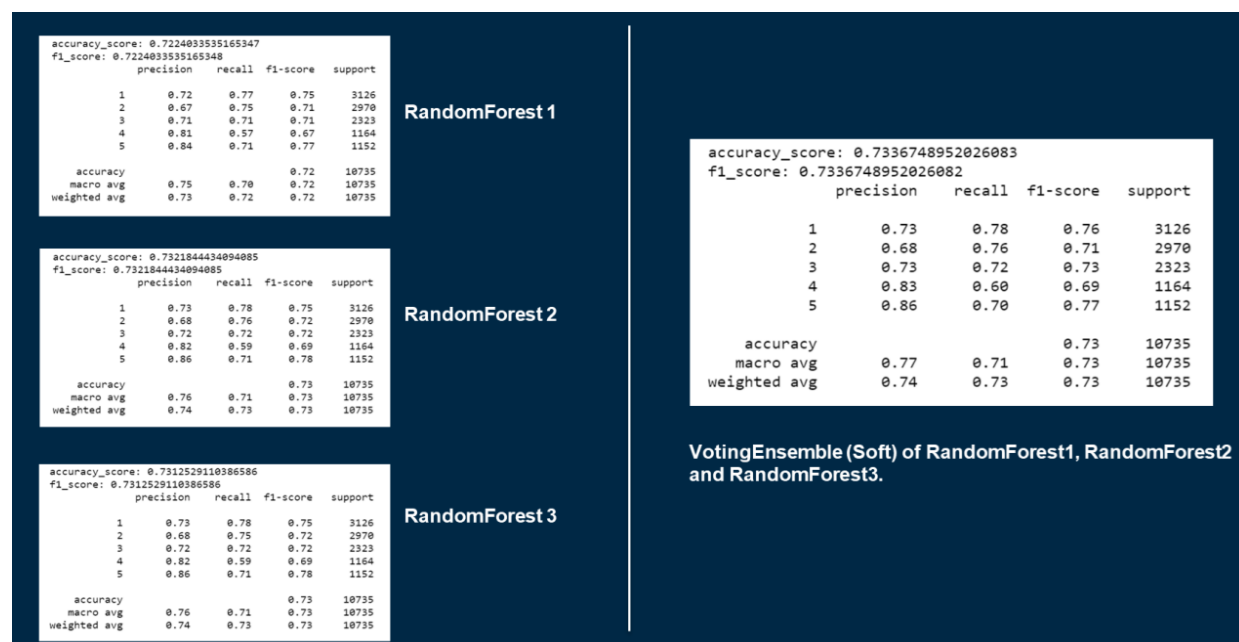 accuracy_score: 0.7224033535165347
f1_score: 0.7224033535165348
precision recall f1-score support
1 0.72 0.77 0.75 3126
2 0.67 0.75 0.71 2970
3 0.71 0.71 0.71 2323
4 0.81 0.57 0.67 1164
5 0.84 0.71 0.77 1152
accuracy 0.72 10735
macro avg 0.75 0.70 0.72 10735
weighted avg 0.73 0.72 0.72 10735
RandomForest 1
accuracy_score: 0.7321844434094085
f1_score: 0.7321844434094085
precision recall f1-score support
1 0.73 0.78 0.75 3126
2 0.68 0.76 0.72 2970
3 0.72 0.72 0.72 2323
4 0.82 0.59 0.69 1164
5 0.86 0.71 0.78 1152
accuracy 0.73 10735
macro avg 0.76 0.71 0.73 10735
weighted avg 0.74 0.73 0.73 10735
RandomForest 2
accuracy_score: 0.7312529110386586
f1_score: 0.7312529110386586
precision recall f1-score support
1 0.73 0.78 0.75 3126
2 0.68 0.75 0.72 2970
3 0.72 0.72 0.72 2323
4 0.82 0.59 0.69 1164
5 0.86 0.71 0.78 1152
accuracy 0.73 10735
macro avg 0.76 0.71 0.73 10735
weighted avg 0.74 0.73 0.73 10735
RandomForest 3
accuracy_score: 0.7336748952026083
f1_score: 0.7336748952026082
precision recall f1-score support
1 0.73 0.78 0.76 3126
2 0.68 0.76 0.71 2970
3 0.73 0.72 0.73 2323
4 0.83 0.60 0.69 1164
5 0.86 0.70 0.77 1152
accuracy 0.73 10735
macro avg 0.77 0.71 0.73 10735
weighted avg 0.74 0.73 0.73 10735
VotingEnsemble (Soft) of RandomForest1, RandomForest2
and RandomForest3.